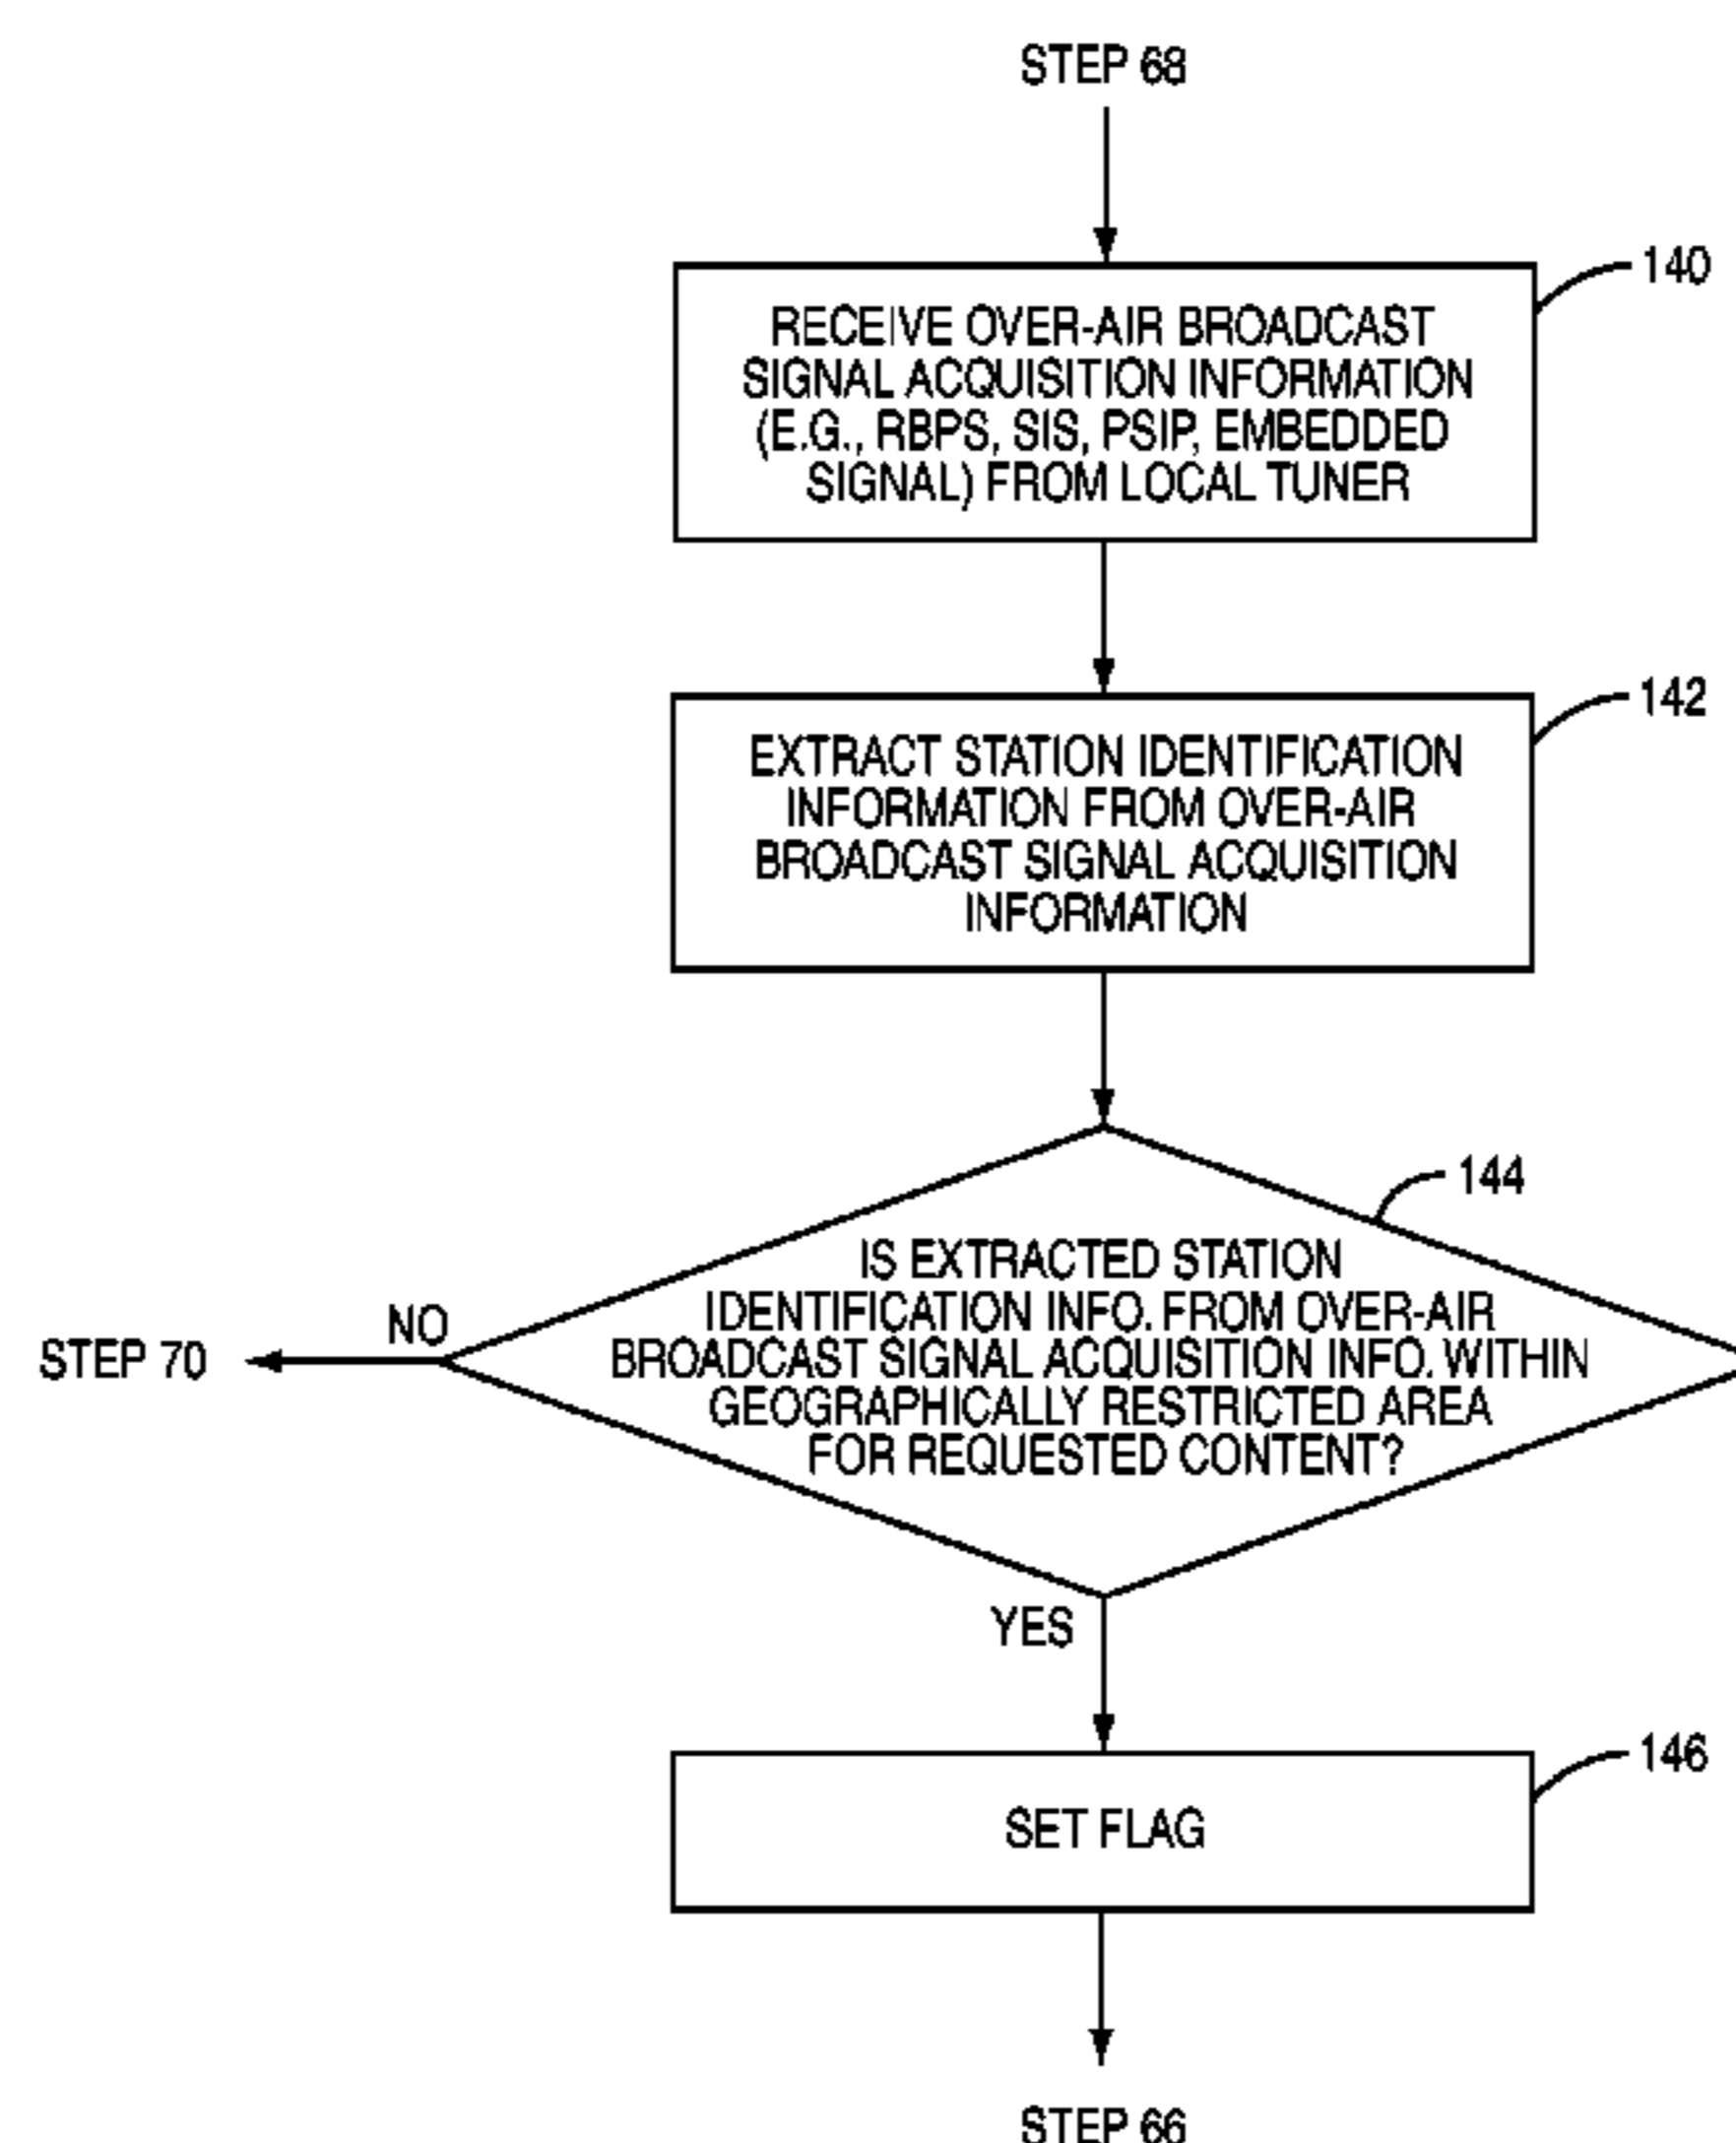 STEP 68
140
RECEIVE OVER-AIR BROADCAST
SIGNAL ACQUISITION INFORMATION
(E.G., RBPS, SIS, PSIP, EMBEDDED
SIGNAL) FROM LOCAL TUNER
142
EXTRACT STATION IDENTIFICATION
INFORMATION FROM OVER-AIR
BROADCAST SIGNAL ACQUISITION
INFORMATION
144
IS EXTRACTED STATION
IDENTIFICATION INFO. FROM OVER-AIR
BROADCAST SIGNAL ACQUISITION INFO. WITHIN
GEOGRAPHICALLY RESTRICTED AREA
FOR REQUESTED CONTENT?
NO
STEP 70
YES
146
SET FLAG
STEP 66